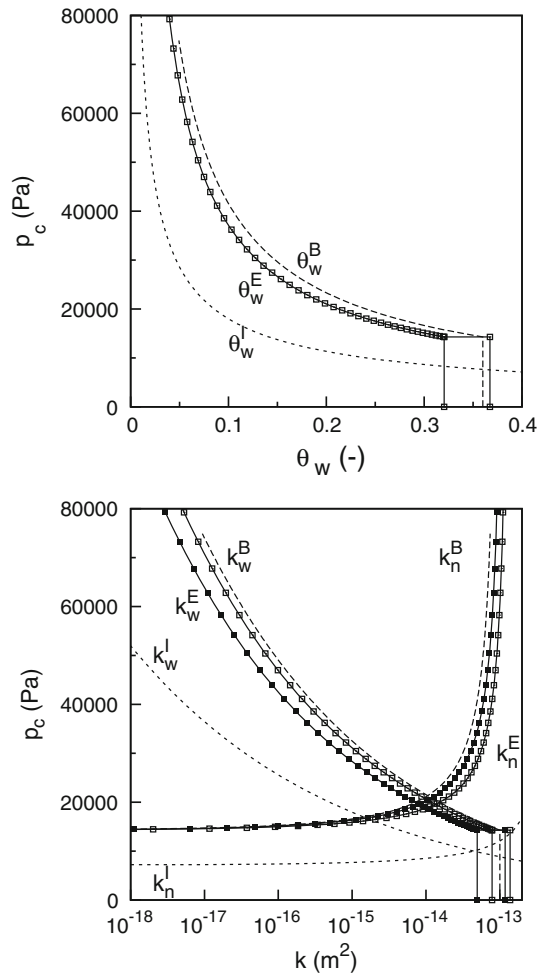 80000
60000
40000
20000
0
p_c (Pa)
θ_w^B
θ_w^E
θ_w^I
0 0.1 0.2 0.3 0.4
θ_w (-)
80000
60000
40000
20000
0
p_c (Pa)
k_w^B
k_n^B
k_w^E
k_w^I
k_n^E
k_n^I
10^-18 10^-17 10^-16 10^-15 10^-14 10^-13
k (m^2)